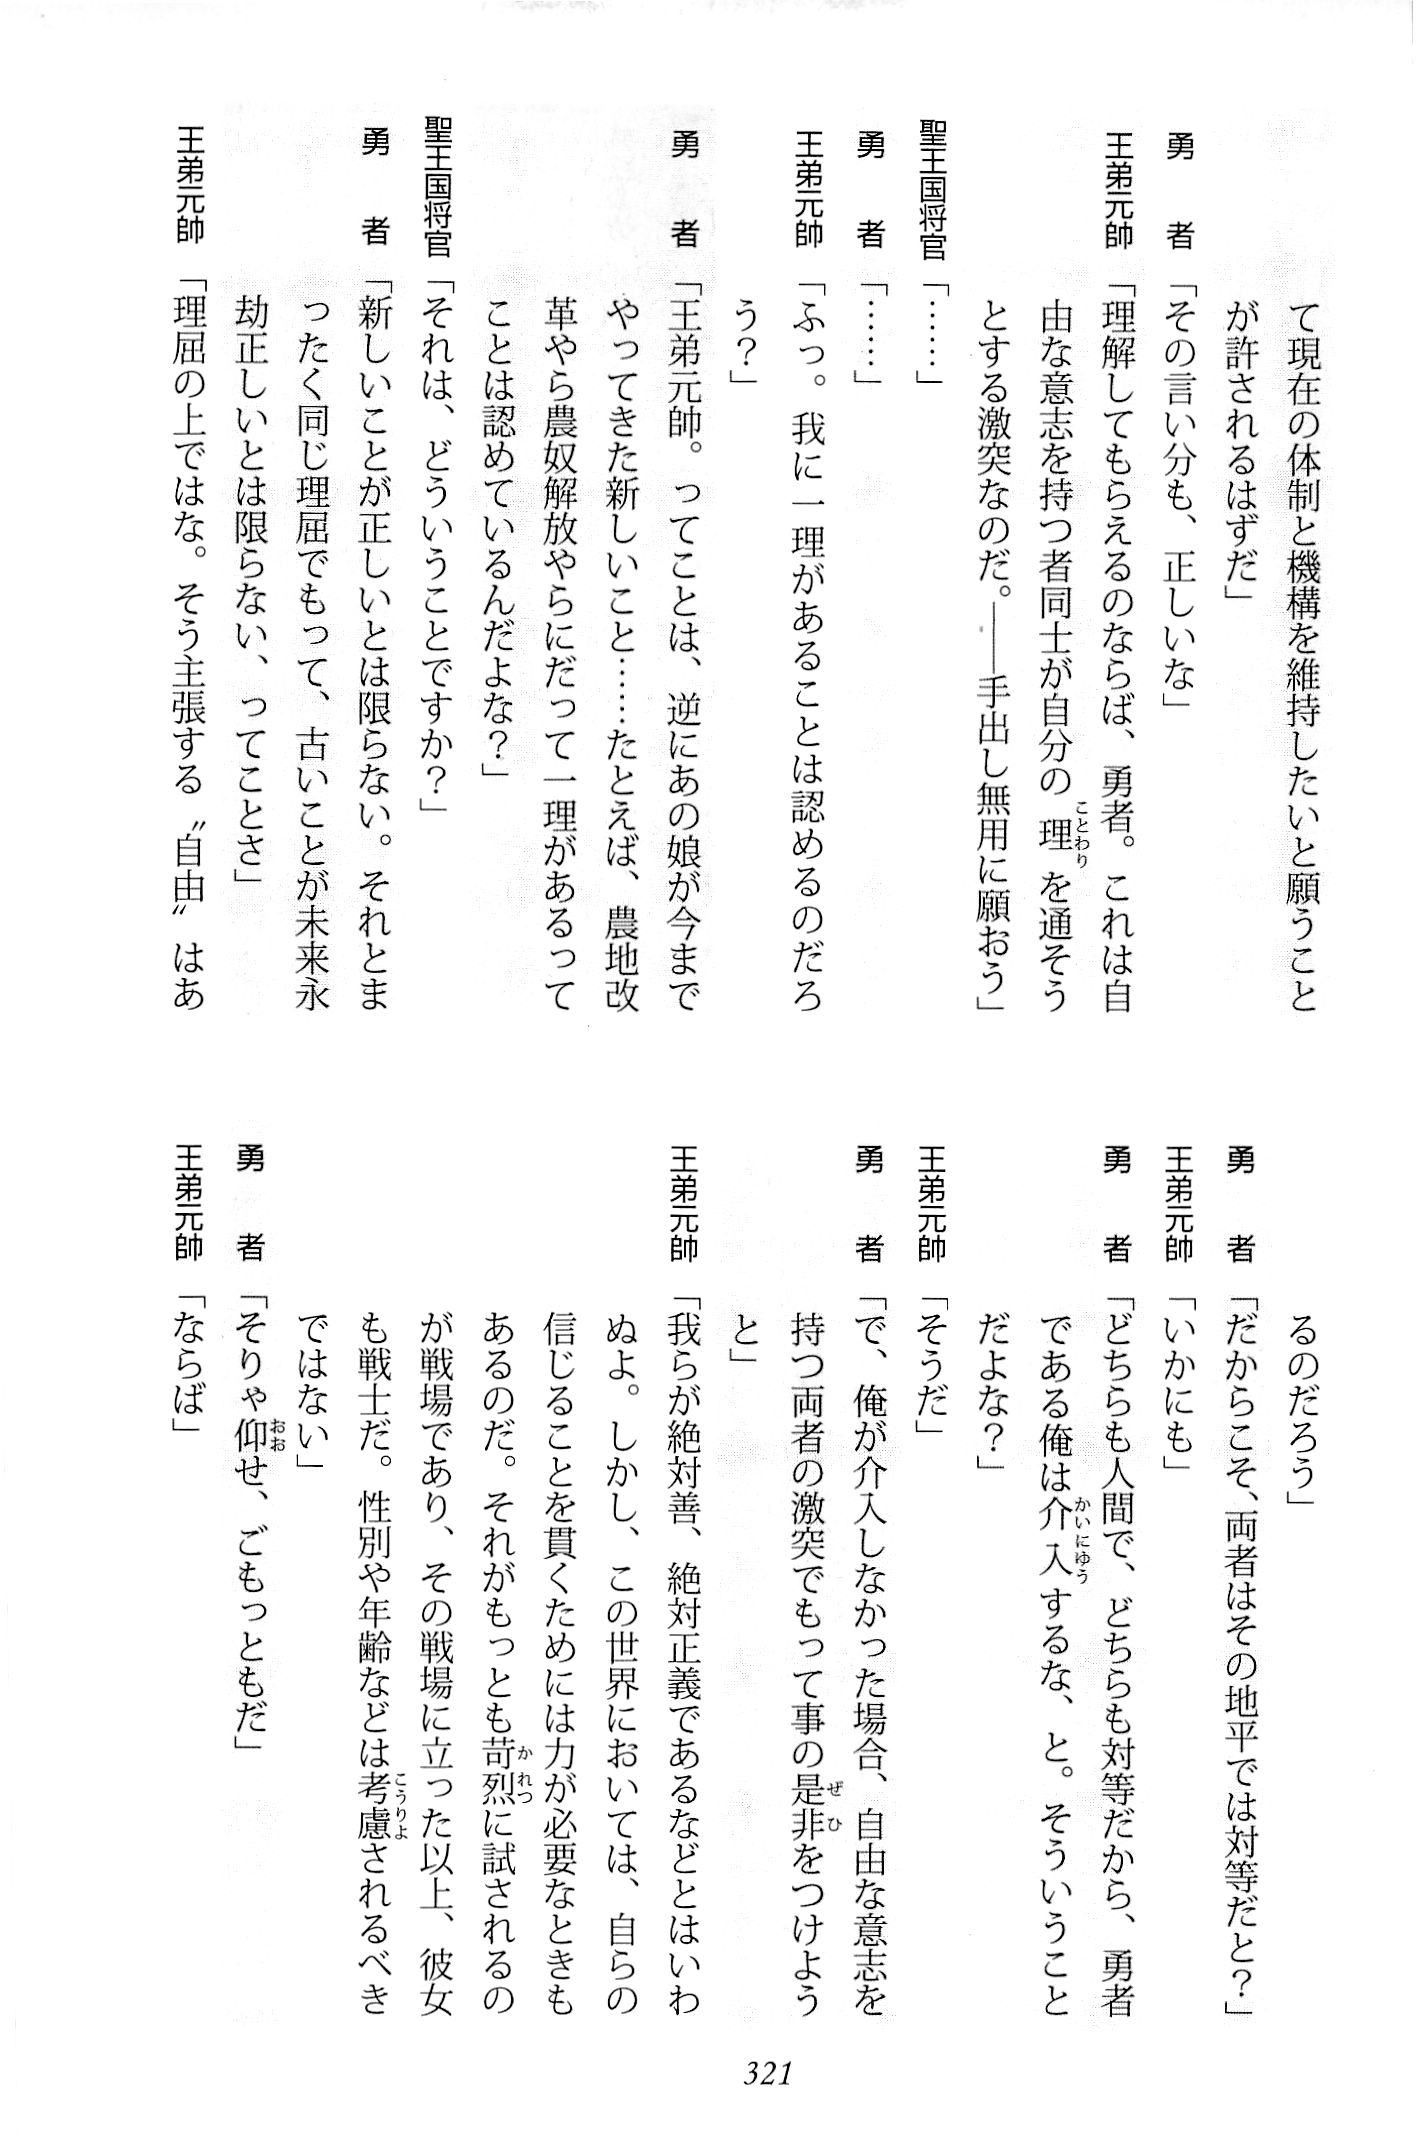 て現在の体制と機構を維持したいと願うこと
が許されるはずだ」
勇者「その言い分も、正しいな」
王弟元帥「理解してもらえるのならば、勇者。これは自
由な意志を持つ者同士が自分の理ことわりを通そう
とする激突なのだ。――手出し無用に願おう」
聖王国将官「……」
勇者「……」
王弟元帥「ふっ。我に一理があることは認めるのだろ
う？」
勇者「王弟元帥。ってことは、逆にあの娘が今まで
やってきた新しいこと……たとえば、農地改
革やら農奴解放やらにだって一理があるって
ことは認めているんだよな？」
聖王国将官「それは、どういうことですか？」
勇者「新しいことが正しいとは限らない。それとま
ったく同じ理屈でもって、古いことが未来永
劫正しいとは限らない、ってことさ」
王弟元帥「理屈の上ではな。そう主張する〝自由〟はあ
るのだろう」
勇者「だからこそ、両者はその地平では対等だと？」
王弟元帥「いかにも」
勇者「どちらも人間で、どちらも対等だから、勇者
である俺は介入かいにゅうするな、と。そういうこと
だよな？」
王弟元帥「そうだ」
勇者「で、俺が介入しなかった場合、自由な意志を
持つ両者の激突でもって事の是非ぜひをつけよう
と」
王弟元帥「我らが絶対善、絶対正義であるなどとはいわ
ぬよ。しかし、この世界においては、自らの
信じることを貫くためには力が必要なときも
あるのだ。それがもっとも苛烈かれつに試されるの
が戦場であり、その戦場に立った以上、彼女
も戦士だ。性別や年齢などは考慮こうりょされるべき
ではない」
勇者「そりゃ仰おおせ、ごもっともだ」
王弟元帥「ならば」
321